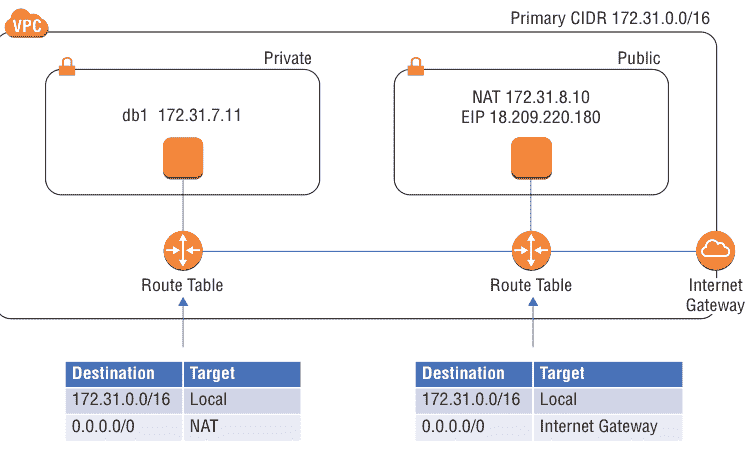 VPC
Primary CIDR 172.31.0.0/16
Private
db1 172.31.7.11
Public
NAT 172.31.8.10
EIP 18.209.220.180
Route Table
Route Table
Internet
Gateway
Destination Target
172.31.0.0/16 Local
0.0.0.0/0 NAT
Destination Target
172.31.0.0/16 Local
0.0.0.0/0 Internet Gateway